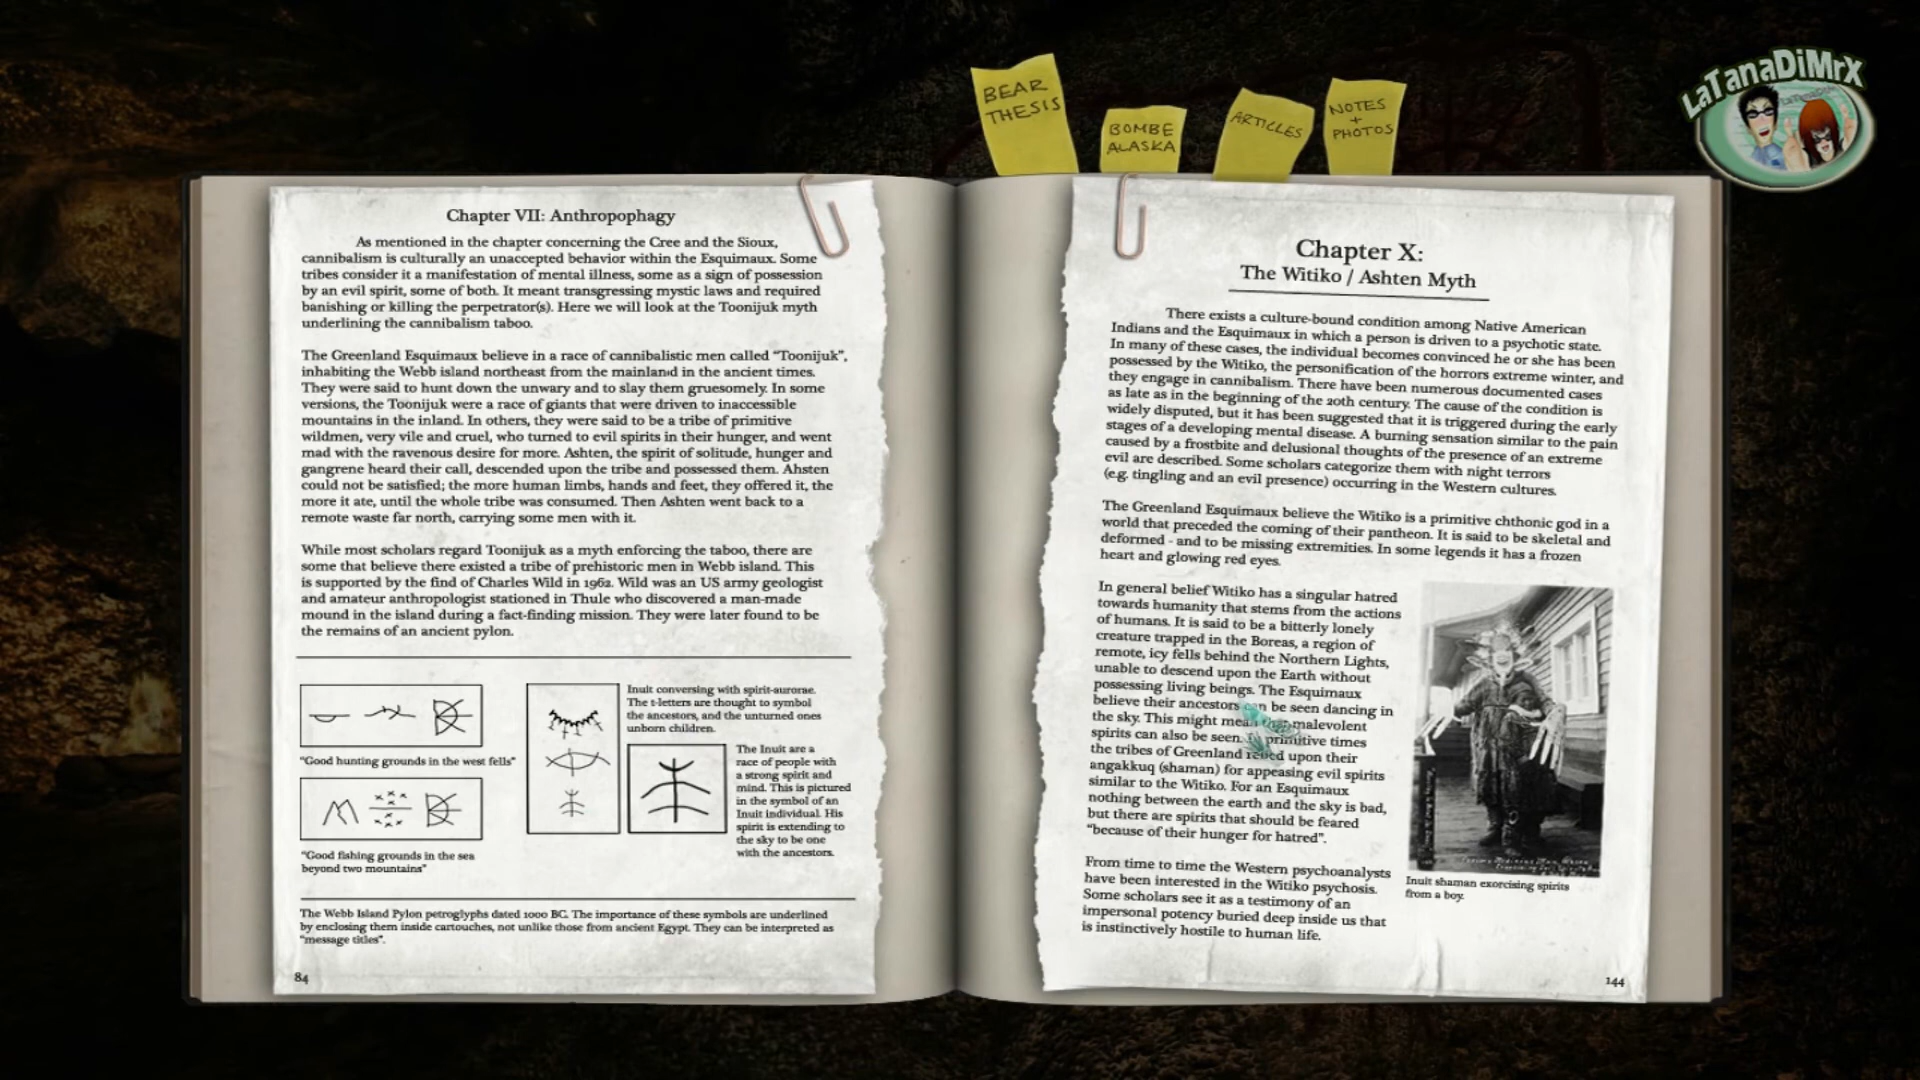 LaTanaDiMrX
BEAR
THESIS
BOMBE
ALASKA
ARTICLES
NOTES
+
PHOTOS
Chapter VII: Anthropophagy
As mentioned in the chapter concerning the Cree and the Sioux,
cannibalism is culturally an unaccepted behavior within the Esquimaux. Some
tribes consider it a manifestation of mental illness, some as a sign of possession
by an evil spirit, some of both. It meant transgressing mystic laws and required
banishing or killing the perpetrator(s). Here we will look at the Toonijuk myth
underlining the cannibalism taboo.
The Greenland Esquimaux believe in a race of cannibalistic men called "Toonijuk",
inhabiting the Webb island northeast from the mainland in the ancient times.
They were said to hunt down the unwary and to slay them gruesomely. In some
versions, the Toonijuk were a race of giants that were driven to inaccessible
mountains in the inland. In others, they were said to be a tribe of primitive
wildmen, very vile and cruel, who turned to evil spirits in their hunger, and went
mad with the ravenous desire for more. Ashten, the spirit of solitude, hunger and
gangrene heard their call, descended upon the tribe and possessed them. Ahsten
could not be satisfied; the more human limbs, hands and feet, they offered it, the
more it ate, until the whole tribe was consumed. Then Ashten went back to a
remote waste far north, carrying some men with it.
While most scholars regard Toonijuk as a myth enforcing the taboo, there are
some that believe there existed a tribe of prehistoric men in Webb island. This
is supported by the find of Charles Wild in 1962. Wild was an US army geologist
and amateur anthropologist stationed in Thule who discovered a man-made
mound in the island during a fact-finding mission. They were later found to be
the remains of an ancient pylon.
"Good hunting grounds in the west fells"
"Good fishing grounds in the sea
beyond two mountains"
Inuit conversing with spirit-aurorae.
The t-letters are thought to symbol
the ancestors, and the unturned ones
unborn children.
The Inuit are a
race of people with
a strong spirit and
mind. This is pictured
in the symbol of an
Inuit individual. His
spirit is extending to
the sky to be one
with the ancestors.
The Webb Island Pylon petroglyphs dated 1000 BC. The importance of these symbols are underlined
by enclosing them inside cartouches, not unlike those from ancient Egypt. They can be interpreted as
"message titles".
84
Chapter X:
The Witiko / Ashten Myth
There exists a culture-bound condition among Native American
Indians and the Esquimaux in which a person is driven to a psychotic state.
In many of these cases, the individual becomes convinced he or she has been
possessed by the Witiko, the personification of the horrors extreme winter, and
they engage in cannibalism. There have been numerous documented cases
as late as in the beginning of the 20th century. The cause of the condition is
widely disputed, but it has been suggested that it is triggered during the early
stages of a developing mental disease. A burning sensation similar to the pain
caused by a frostbite and delusional thoughts of the presence of an extreme
evil are described. Some scholars categorize them with night terrors
(e.g. tingling and an evil presence) occurring in the Western cultures.
The Greenland Esquimaux believe the Witiko is a primitive chthonic god in a
world that preceded the coming of their pantheon. It is said to be skeletal and
deformed - and to be missing extremities. In some legends it has a frozen
heart and glowing red eyes.
In general belief Witiko has a singular hatred
towards humanity that stems from the actions
of humans. It is said to be a bitterly lonely
creature trapped in the Boreas, a region of
remote, icy fells behind the Northern Lights,
unable to descend upon the Earth without
possessing living beings. The Esquimaux
believe their ancestors can be seen dancing in
the sky. This might mean that malevolent
spirits can also be seen. In primitive times
the tribes of Greenland relied upon their
angakkuq (shaman) for appeasing evil spirits
similar to the Witiko. For an Esquimaux
nothing between the earth and the sky is bad,
but there are spirits that should be feared
"because of their hunger for hatred".
From time to time the Western psychoanalysts
have been interested in the Witiko psychosis.
Some scholars see it as a testimony of an
impersonal potency buried deep inside us that
is instinctively hostile to human life.
Inuit shaman exorcising spirits
from a boy.
144